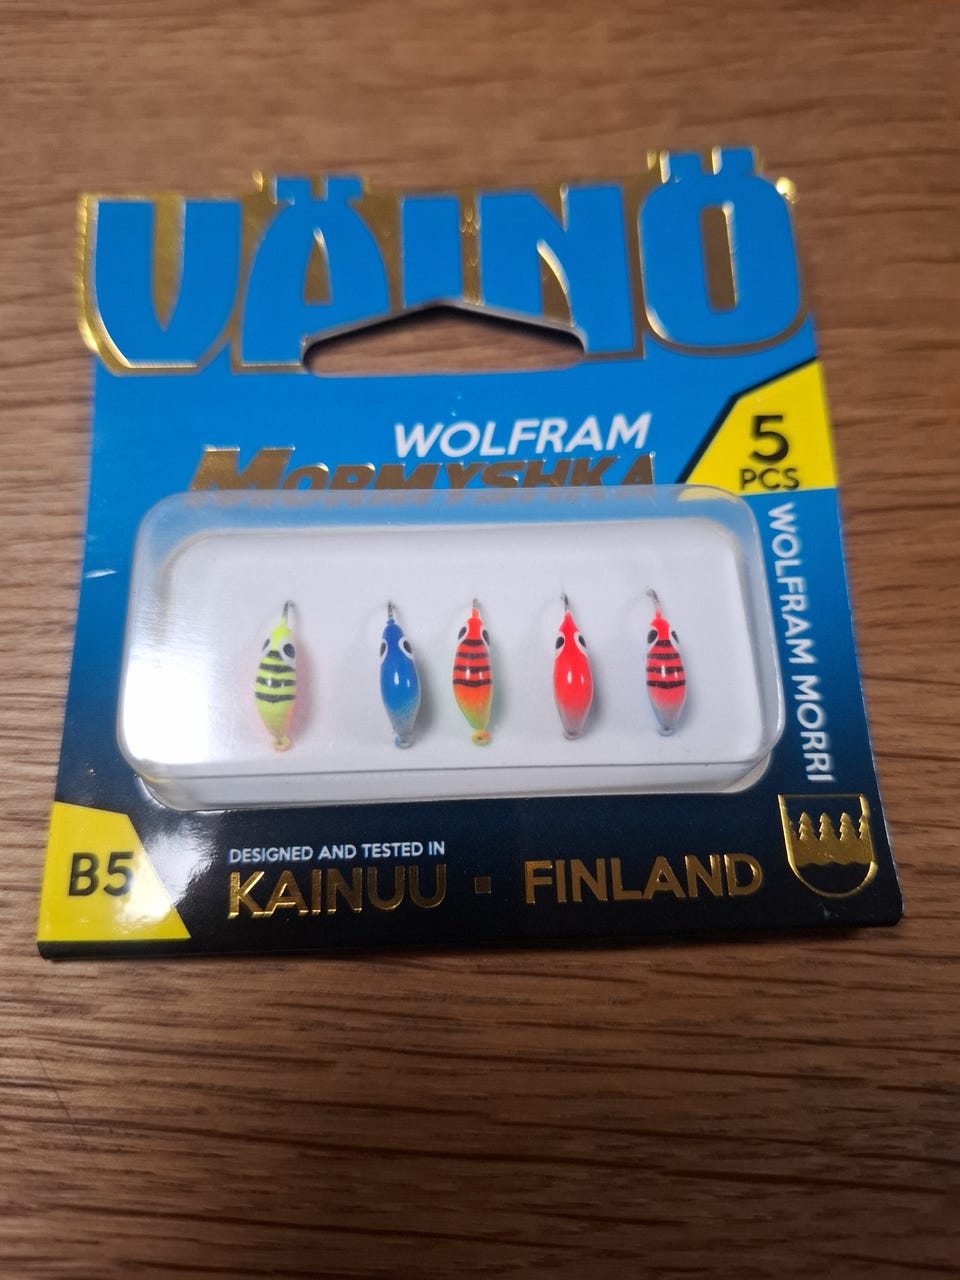 VÄINÖ
WOLFRAM
MORMYSHKA
5
PCS
WOLFRAM MORRI
B5
DESIGNED AND TESTED IN
KAINUU ▪ FINLAND